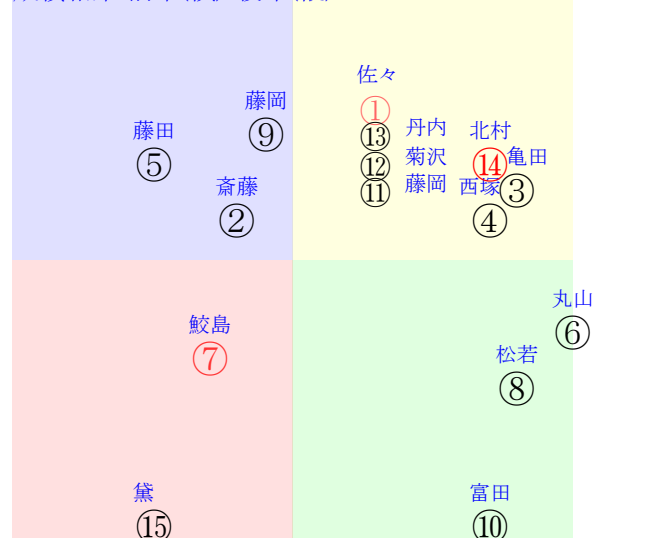 佐々
①
藤岡
⑨
藤田
⑤
斎藤
②
⑬ 丹内
⑫ 菊沢
⑪ 藤岡
北村
⑭
亀田
③
西塚
④
鮫島
⑦
丸山
⑥
松若
⑧
黛
⑮
富田
⑩